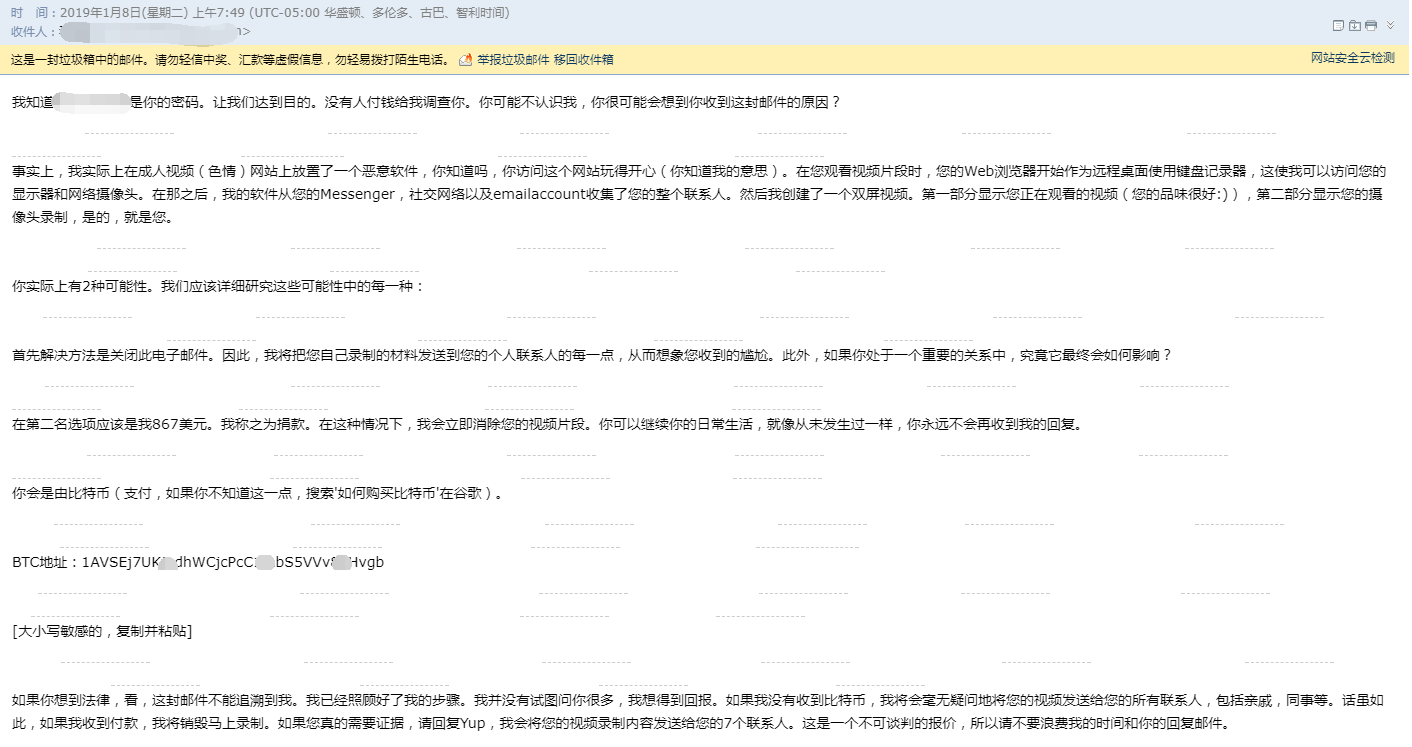 时　间：2019年1月8日(星期二) 上午7:49 (UTC-05:00 华盛顿、多伦多、古巴、智利时间)
收件人：
这是一封垃圾箱中的邮件。请勿轻信中奖、汇款等虚假信息，勿轻易拨打陌生电话。 举报垃圾邮件 移回收件箱 网站安全云检测
我知道 是你的密码。让我们达到目的。没有人付钱给我调查你。你可能不认识我，你很可能会想到你收到这封邮件的原因？
事实上，我实际上在成人视频（色情）网站上放置了一个恶意软件，你知道吗，你访问这个网站玩得开心（你知道我的意思）。在您观看视频片段时，您的Web浏览器开始作为远程桌面使用键盘记录器，这使我可以访问您的
显示器和网络摄像头。在那之后，我的软件从您的Messenger，社交网络以及emailaccount收集了您的整个联系人。然后我创建了一个双屏视频。第一部分显示您正在观看的视频（您的品味很好:)），第二部分显示您的摄
像头录制，是的，就是您。
你实际上有2种可能性。我们应该详细研究这些可能性中的每一种：
首先解决方法是关闭此电子邮件。因此，我将把您自己录制的材料发送到您的个人联系人的每一点，从而想象您收到的尴尬。此外，如果你处于一个重要的关系中，究竟它最终会如何影响？
在第二名选项应该是我867美元。我称之为捐款。在这种情况下，我会立即消除您的视频片段。你可以继续你的日常生活，就像从未发生过一样，你永远不会再收到我的回复。
你会是由比特币（支付，如果你不知道这一点，搜索'如何购买比特币'在谷歌）。
BTC地址：1AVSEj7UK dhWCjcPcC bS5VVv Hvgb
[大小写敏感的，复制并粘贴]
如果你想到法律，看，这封邮件不能追溯到我。我已经照顾好了我的步骤。我并没有试图问你很多，我想得到回报。如果我没有收到比特币，我将会毫无疑问地将您的视频发送给您的所有联系人，包括亲戚，同事等。话虽如
此，如果我收到付款，我将销毁马上录制。如果您真的需要证据，请回复Yup，我会将您的视频录制内容发送给您的7个联系人。这是一个不可谈判的报价，所以请不要浪费我的时间和你的回复邮件。